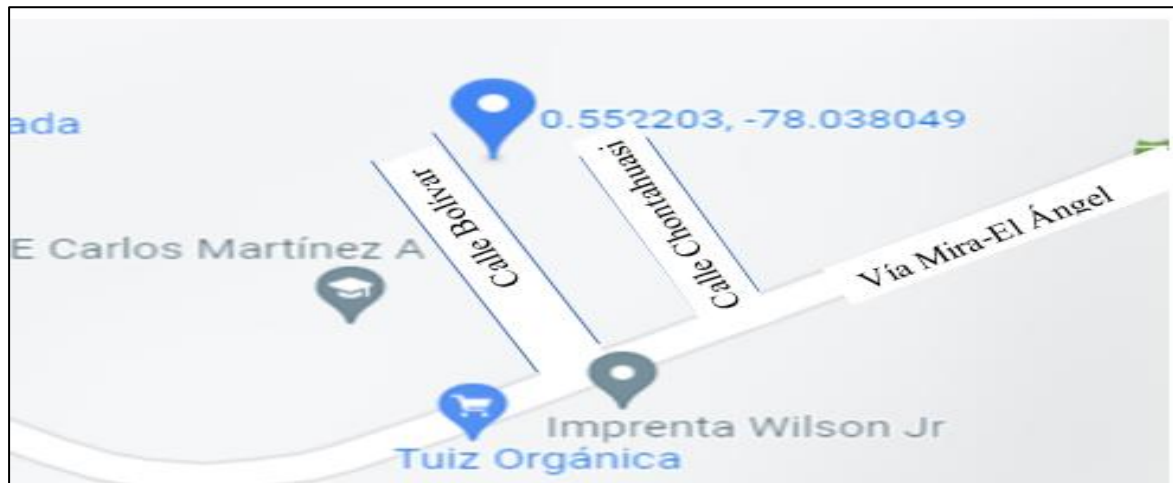 ada
0.552203, -78.038049
Calle Bolívar
Calle Chontahuasi
E Carlos Martínez A
Vía Mira-El Ángel
Imprenta Wilson Jr
Tuiz Orgánica